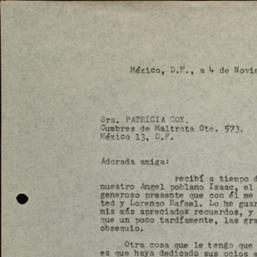 México, D.F., a 4 de Novie
Sra. PATRICIA COX.
Cumbres de Maltrata Ote. 573.
México 13, D.F.
Adorada amiga:
recibí a tiempo d
nuestro Angel poblano Isaac, el
generoso presente que con él me
ted y Lorenzo Rafael. Lo he guar
mis más apreciados recuerdos, y
que un poco tardíamente, las gra
obsequio.
Otra cosa que le tengo que
es que haya dedicado sus ocios a